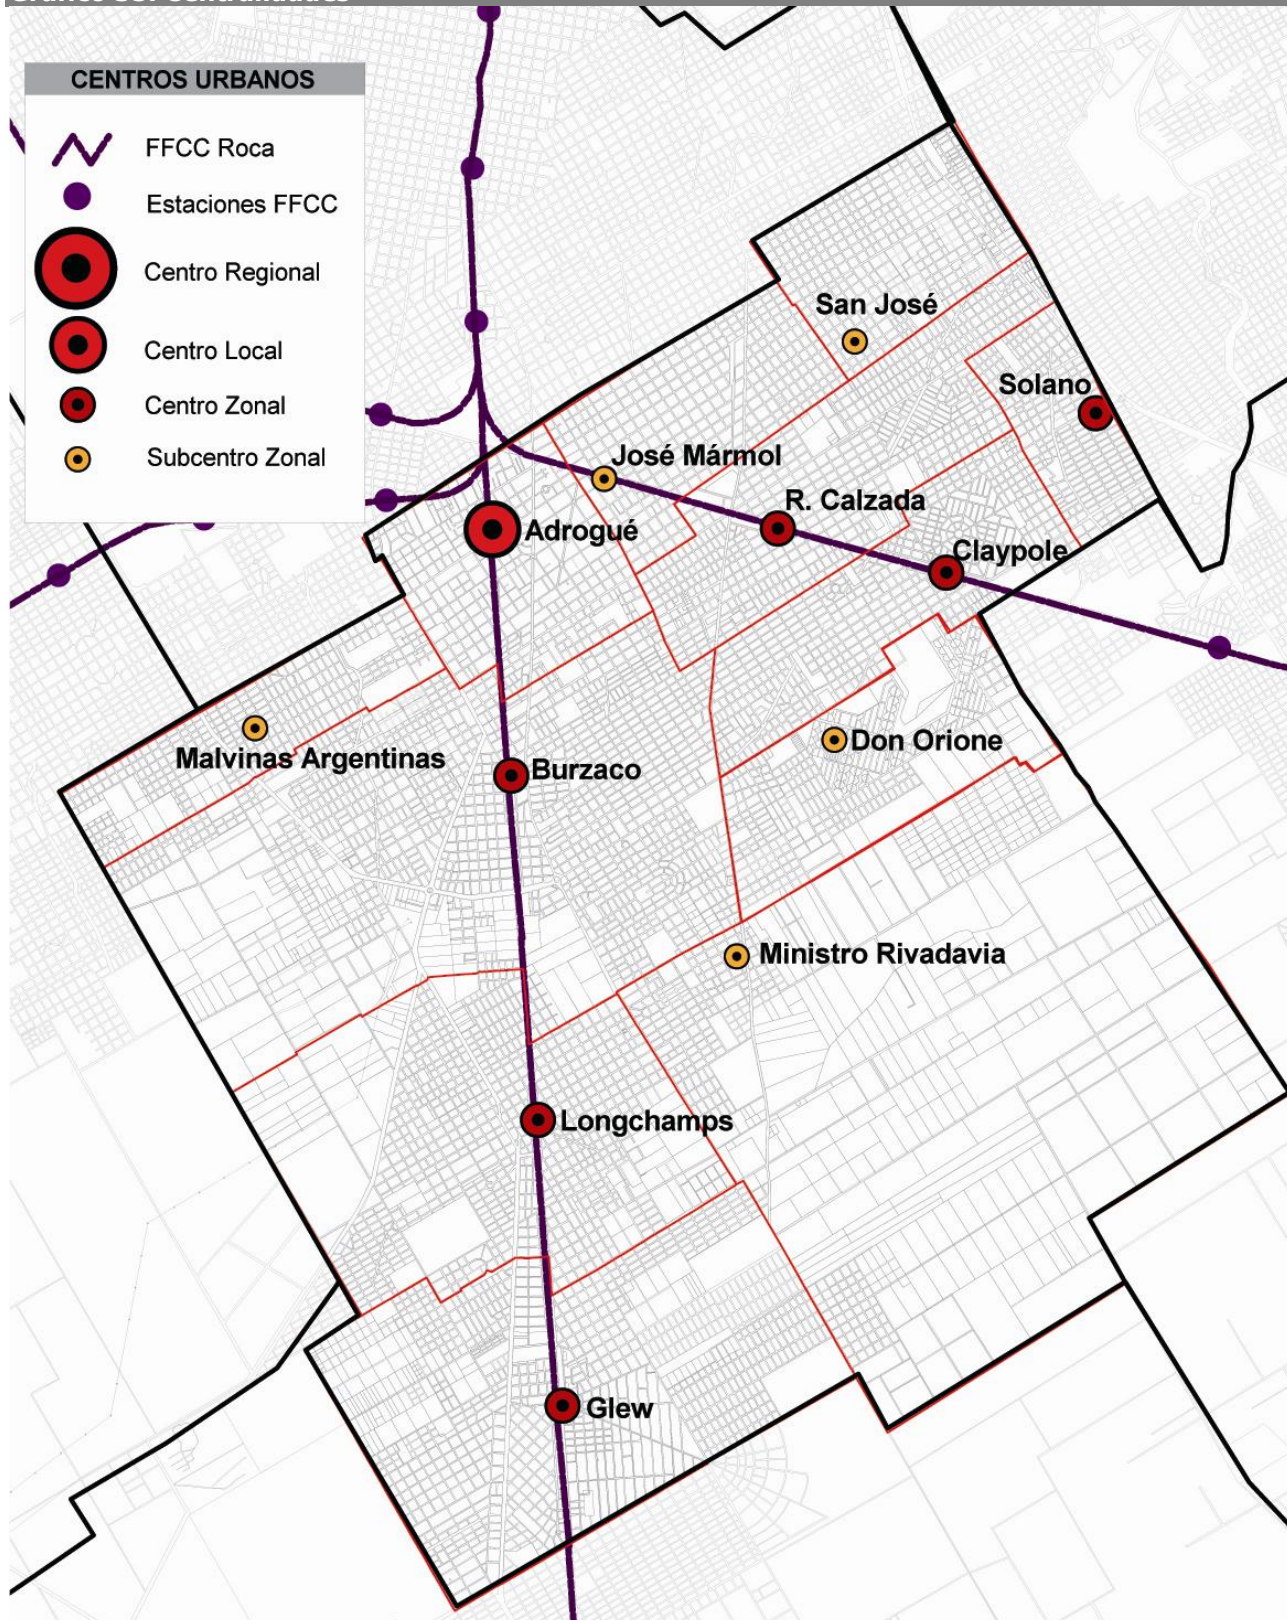 CENTROS URBANOS
FFCC Roca
Estaciones FFCC
Centro Regional
Centro Local
Centro Zonal
Subcentro Zonal
San José
Solano
José Mármol
R. Calzada
Adrogué
Claypole
Malvinas Argentinas
Don Orione
Burzaco
Ministro Rivadavia
Longchamps
Glew